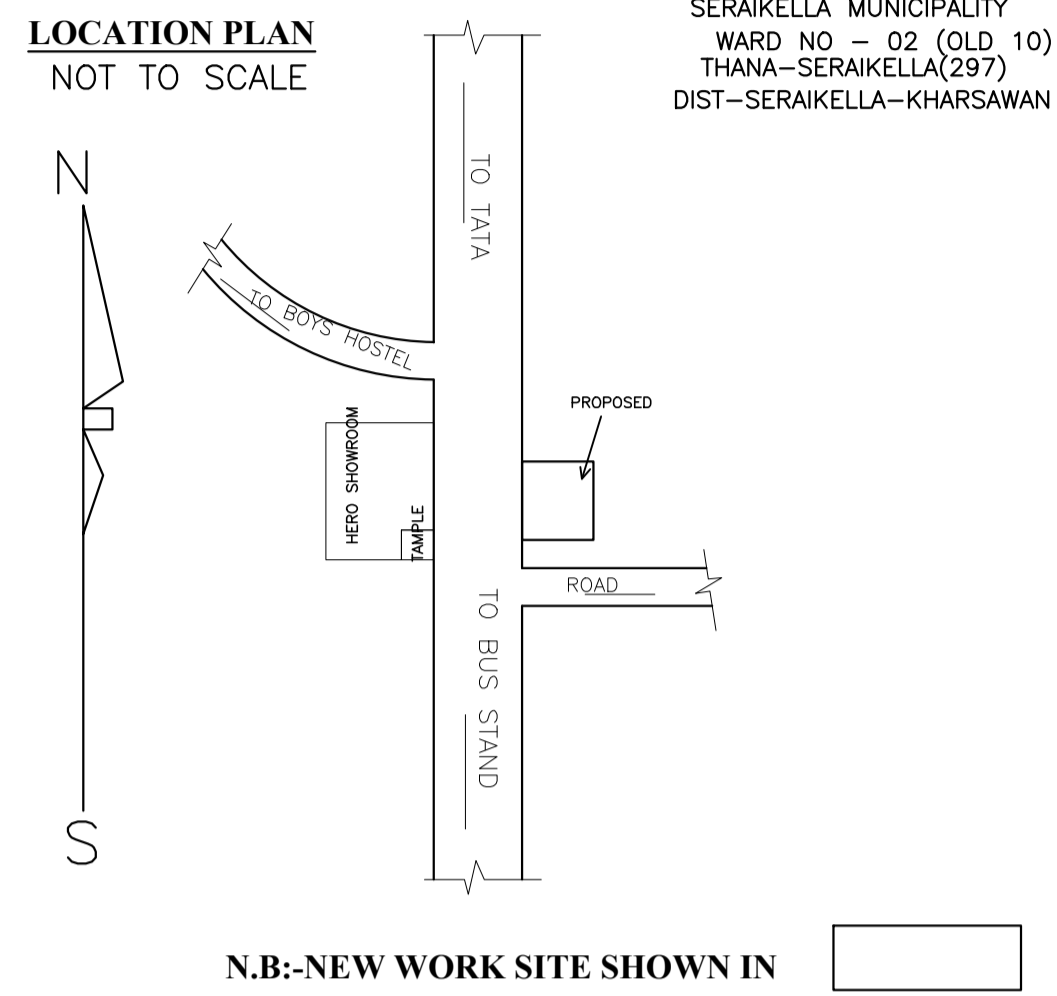 LOCATION PLAN
NOT TO SCALE
SERAIKELLA MUNICIPALITY
WARD NO – 02 (OLD 10)
THANA–SERAIKELLA(297)
DIST–SERAIKELLA–KHARSAWAN
N
TO TATA
TO BOYS HOSTEL
PROPOSED
HERO SHOWROOM
TAMPLE
ROAD
TO BUS STAND
S
N.B:-NEW WORK SITE SHOWN IN